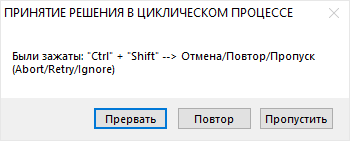 ПРИНЯТИЕ РЕШЕНИЯ В ЦИКЛИЧЕСКОМ ПРОЦЕССЕ
Были зажаты: "Ctrl" + "Shift" --> Отмена/Повтор/Пропуск
(Abort/Retry/Ignore)
Прервать Повтор Пропустить